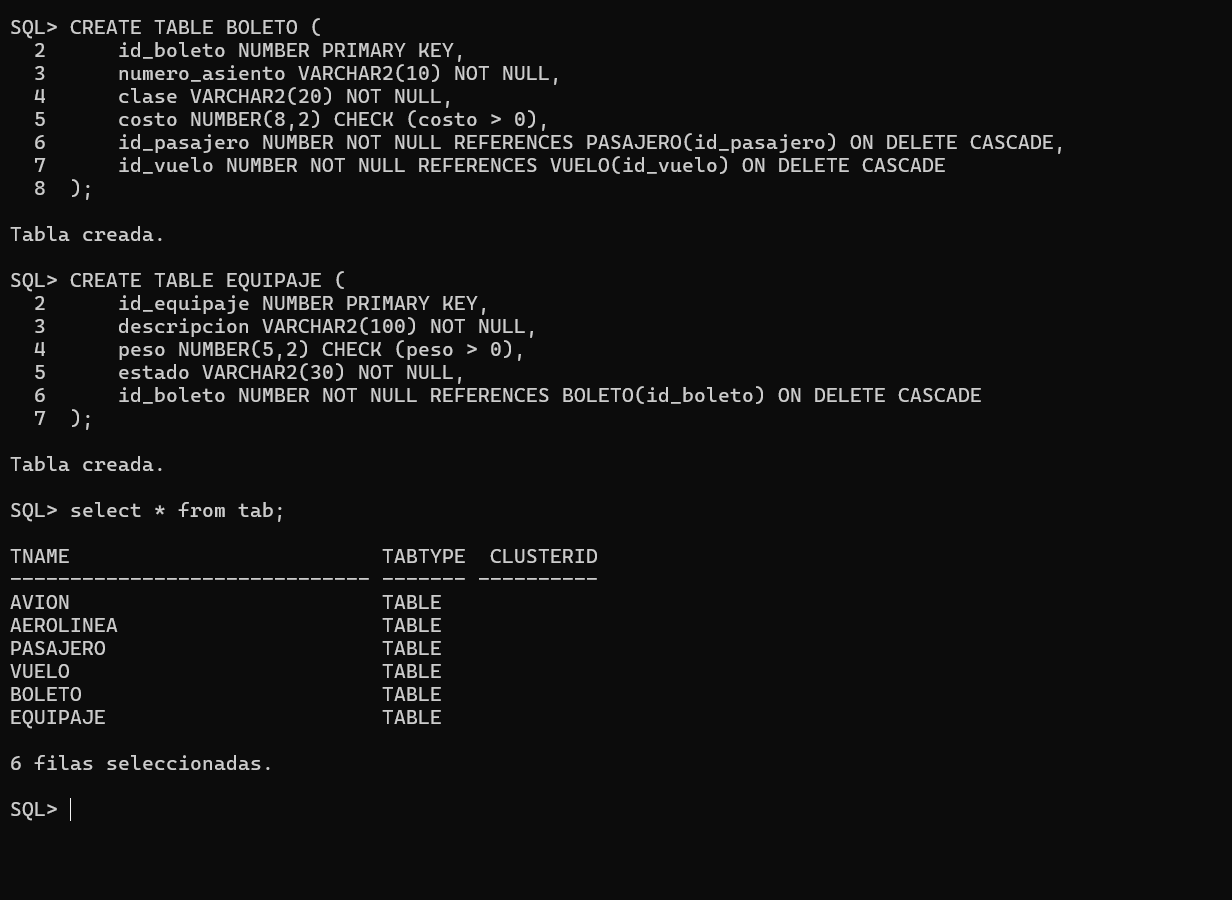 SQL> CREATE TABLE BOLETO (
  2      id_boleto NUMBER PRIMARY KEY,
  3      numero_asiento VARCHAR2(10) NOT NULL,
  4      clase VARCHAR2(20) NOT NULL,
  5      costo NUMBER(8,2) CHECK (costo > 0),
  6      id_pasajero NUMBER NOT NULL REFERENCES PASAJERO(id_pasajero) ON DELETE CASCADE,
  7      id_vuelo NUMBER NOT NULL REFERENCES VUELO(id_vuelo) ON DELETE CASCADE
  8  );
Tabla creada.
SQL> CREATE TABLE EQUIPAJE (
  2      id_equipaje NUMBER PRIMARY KEY,
  3      descripcion VARCHAR2(100) NOT NULL,
  4      peso NUMBER(5,2) CHECK (peso > 0),
  5      estado VARCHAR2(30) NOT NULL,
  6      id_boleto NUMBER NOT NULL REFERENCES BOLETO(id_boleto) ON DELETE CASCADE
  7  );
Tabla creada.
SQL> select * from tab;
TNAME                          TABTYPE  CLUSTERID
------------------------------ ------- ----------
AVION                          TABLE
AEROLINEA                      TABLE
PASAJERO                       TABLE
VUELO                          TABLE
BOLETO                         TABLE
EQUIPAJE                       TABLE
6 filas seleccionadas.
SQL>